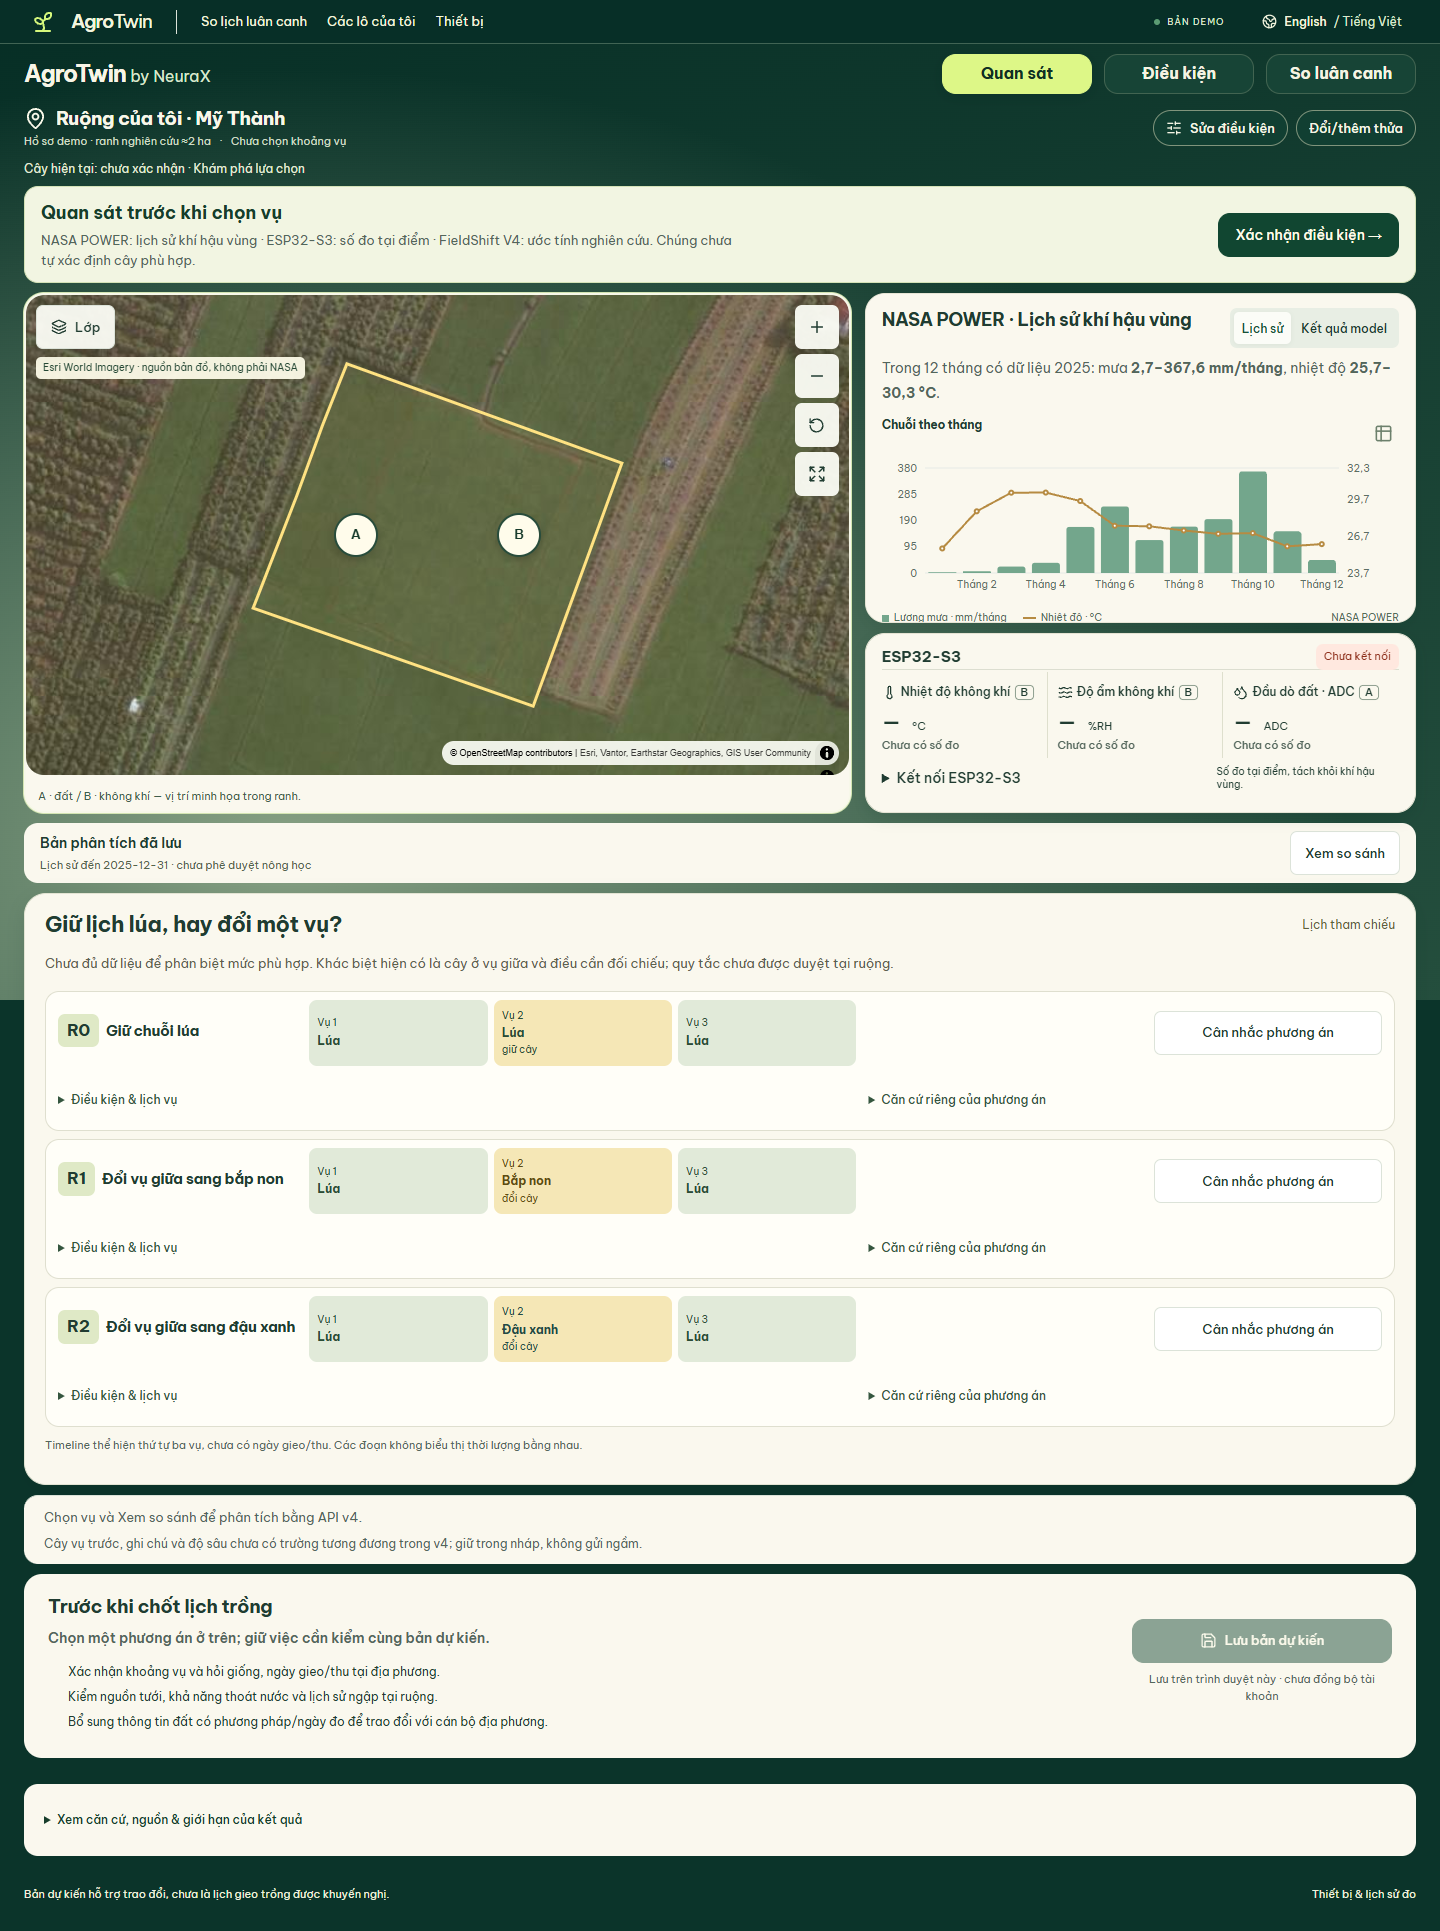 AgroTwin
So lịch luân canh
Các lô của tôi
Thiết bị
BẢN DEMO
English / Tiếng Việt
AgroTwin by NeuraX
Quan sát
Điều kiện
So luân canh
Ruộng của tôi · Mỹ Thành
Hồ sơ demo · ranh nghiên cứu ≈2 ha · Chưa chọn khoảng vụ
Sửa điều kiện
Đổi/thêm thửa
Cây hiện tại: chưa xác nhận · Khám phá lựa chọn
Quan sát trước khi chọn vụ
NASA POWER: lịch sử khí hậu vùng · ESP32-S3: số đo tại điểm · FieldShift V4: ước tính nghiên cứu. Chúng chưa
tự xác định cây phù hợp.
Xác nhận điều kiện →
Lớp
Esri World Imagery · nguồn bản đồ, không phải NASA
A
B
© OpenStreetMap contributors | Esri, Vantor, Earthstar Geographics, GIS User Community
A · đất / B · không khí — vị trí minh họa trong ranh.
NASA POWER · Lịch sử khí hậu vùng
Lịch sử
Kết quả model
Trong 12 tháng có dữ liệu 2025: mưa 2,7–367,6 mm/tháng, nhiệt độ 25,7–
30,3 °C.
Chuỗi theo tháng
380
285
190
95
0
32,3
29,7
26,7
23,7
Tháng 2
Tháng 4
Tháng 6
Tháng 8
Tháng 10
Tháng 12
Lượng mưa · mm/tháng
Nhiệt độ · °C
NASA POWER
ESP32-S3
Chưa kết nối
Nhiệt độ không khí B
— °C
Chưa có số đo
Độ ẩm không khí B
— %RH
Chưa có số đo
Đầu dò đất · ADC A
— ADC
Chưa có số đo
Kết nối ESP32-S3
Số đo tại điểm, tách khỏi khí hậu
vùng.
Bản phân tích đã lưu
Lịch sử đến 2025-12-31 · chưa phê duyệt nông học
Xem so sánh
Giữ lịch lúa, hay đổi một vụ?
Lịch tham chiếu
Chưa đủ dữ liệu để phân biệt mức phù hợp. Khác biệt hiện có là cây ở vụ giữa và điều cần đối chiếu; quy tắc chưa được duyệt tại ruộng.
R0 Giữ chuỗi lúa
Vụ 1
Lúa
Vụ 2
Lúa
giữ cây
Vụ 3
Lúa
Cân nhắc phương án
Điều kiện & lịch vụ
Căn cứ riêng của phương án
R1 Đổi vụ giữa sang bắp non
Vụ 1
Lúa
Vụ 2
Bắp non
đổi cây
Vụ 3
Lúa
Cân nhắc phương án
Điều kiện & lịch vụ
Căn cứ riêng của phương án
R2 Đổi vụ giữa sang đậu xanh
Vụ 1
Lúa
Vụ 2
Đậu xanh
đổi cây
Vụ 3
Lúa
Cân nhắc phương án
Điều kiện & lịch vụ
Căn cứ riêng của phương án
Timeline thể hiện thứ tự ba vụ, chưa có ngày gieo/thu. Các đoạn không biểu thị thời lượng bằng nhau.
Chọn vụ và Xem so sánh để phân tích bằng API v4.
Cây vụ trước, ghi chú và độ sâu chưa có trường tương đương trong v4; giữ trong nháp, không gửi ngầm.
Trước khi chốt lịch trồng
Chọn một phương án ở trên; giữ việc cần kiểm cùng bản dự kiến.
Xác nhận khoảng vụ và hỏi giống, ngày gieo/thu tại địa phương.
Kiểm nguồn tưới, khả năng thoát nước và lịch sử ngập tại ruộng.
Bổ sung thông tin đất có phương pháp/ngày đo để trao đổi với cán bộ địa phương.
Lưu bản dự kiến
Lưu trên trình duyệt này · chưa đồng bộ tài
khoản
Xem căn cứ, nguồn & giới hạn của kết quả
Bản dự kiến hỗ trợ trao đổi, chưa là lịch gieo trồng được khuyến nghị.
Thiết bị & lịch sử đo